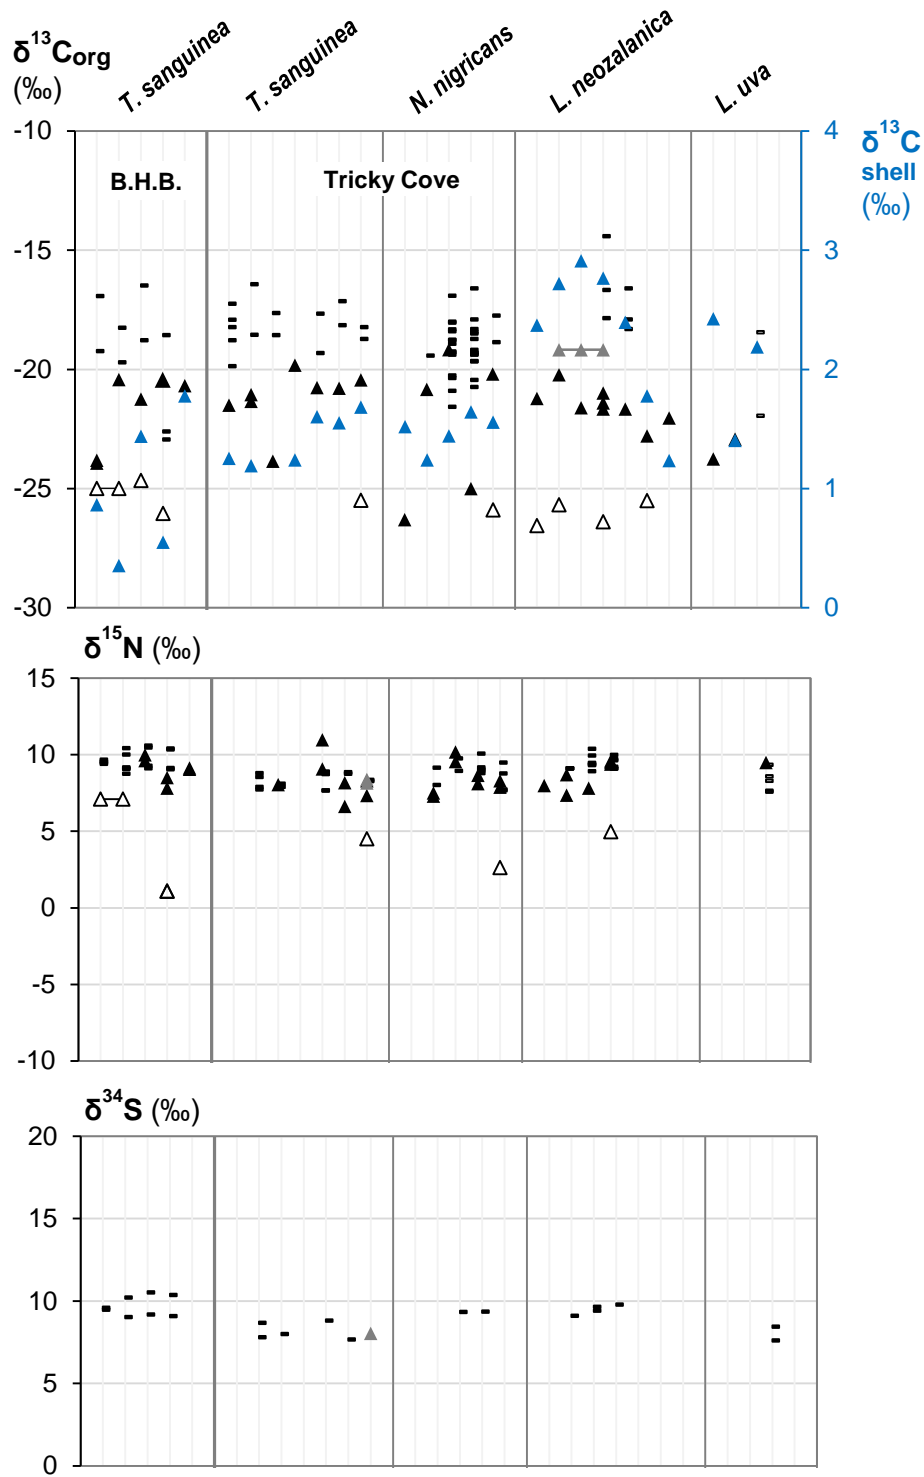 δ13Corg
(‰)
T. sanguinea
T. sanguinea
N. nigricans
L. neozalanica
L. uva
δ13C
shell
(‰)
B.H.B.
Tricky Cove
-10
-15
-20
-25
-30
4
3
2
1
0
δ15N (‰)
15
10
5
0
-5
-10
δ34S (‰)
20
15
10
5
0